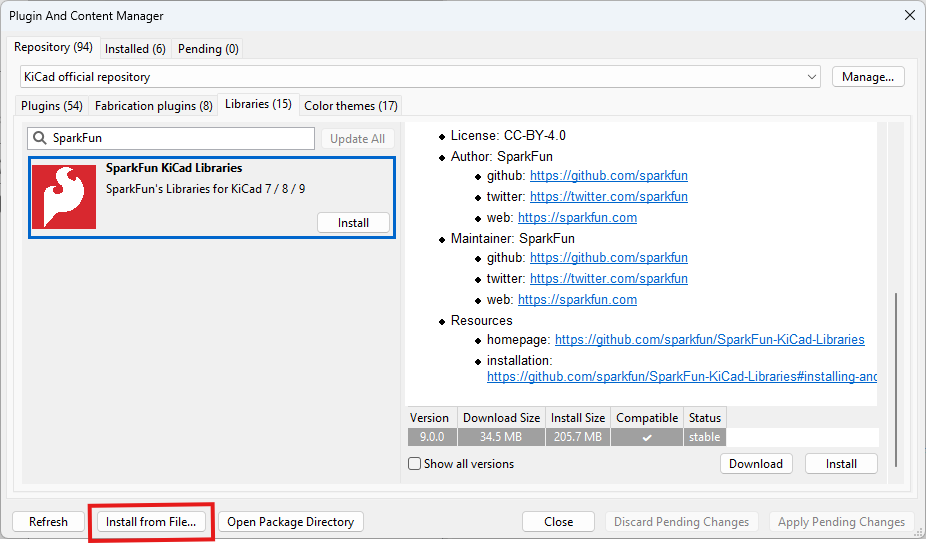 Plugin And Content Manager
Repository (94) Installed (6) Pending (0)
KiCad official repository Manage...
Plugins (54) Fabrication plugins (8) Libraries (15) Color themes (17)
SparkFun Update All
SparkFun KiCad Libraries
SparkFun's Libraries for KiCad 7 / 8 / 9
Install
License: CC-BY-4.0
Author: SparkFun
github: https://github.com/sparkfun
twitter: https://twitter.com/sparkfun
web: https://sparkfun.com
Maintainer: SparkFun
github: https://github.com/sparkfun
twitter: https://twitter.com/sparkfun
web: https://sparkfun.com
Resources
homepage: https://github.com/sparkfun/SparkFun-KiCad-Libraries
installation:
https://github.com/sparkfun/SparkFun-KiCad-Libraries#installing-and
Version Download Size Install Size Compatible Status
9.0.0 34.5 MB 205.7 MB ✓ stable
Show all versions Download Install
Refresh Install from File... Open Package Directory Close Discard Pending Changes Apply Pending Changes